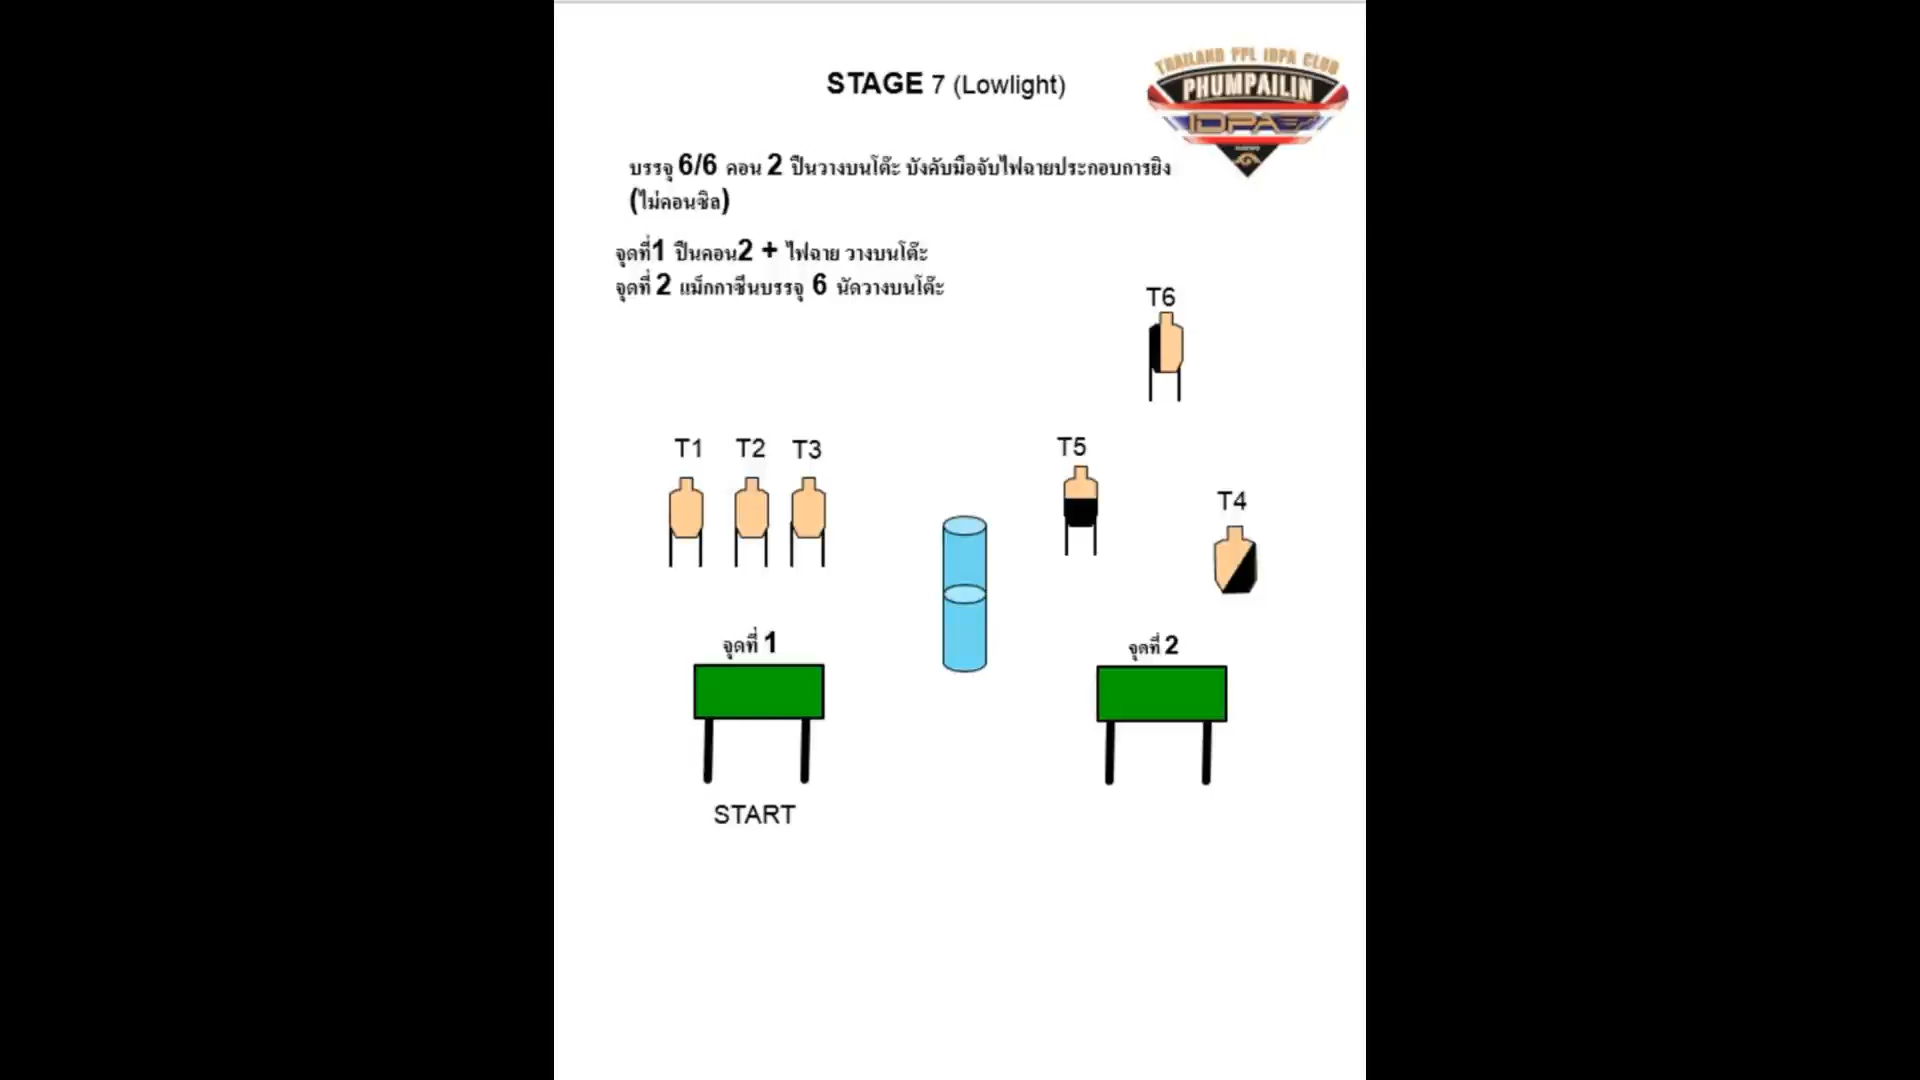 STAGE 7 (Lowlight)
THAILAND PPL IDPA CLUB
PHUMPAILIN
IDPA
บรรจุ 6/6 คอน 2 ปืนวางบนโต๊ะ บังคับมือจับไฟฉายประกอบการยิง
(ไม่คอนซิล)
จุดที่1 ปืนคอน2 + ไฟฉาย วางบนโต๊ะ
จุดที่ 2 แม็กกาซีนบรรจุ 6 นัดวางบนโต๊ะ
T6
T1 T2 T3
T5
T4
จุดที่ 1
จุดที่ 2
START